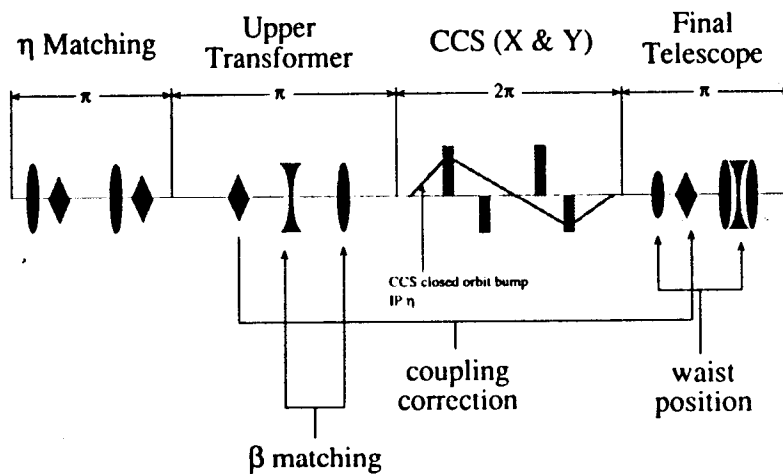 η Matching
Upper
Transformer
CCS (X & Y)
Final
Telescope
π
π
2π
π
CCS closed orbit bump
IP η
coupling
correction
waist
position
β matching